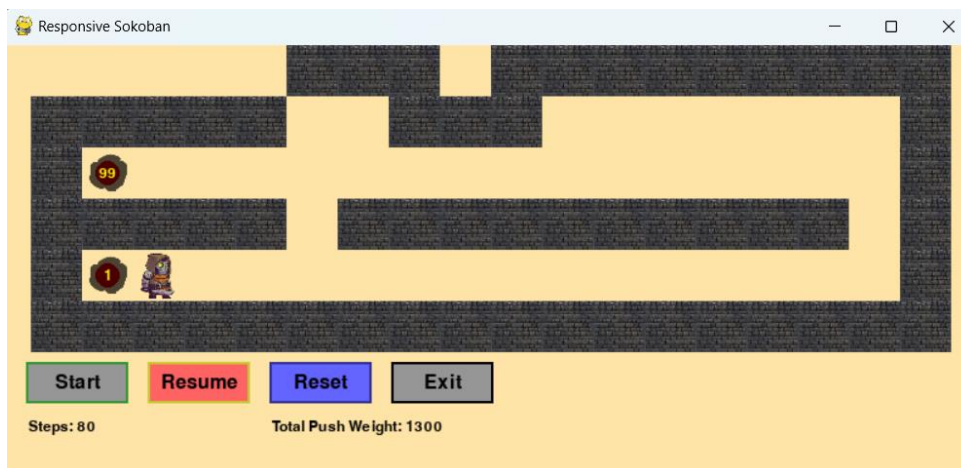 Responsive Sokoban
99
1
Start Resume Reset Exit
Steps: 80 Total Push Weight: 1300